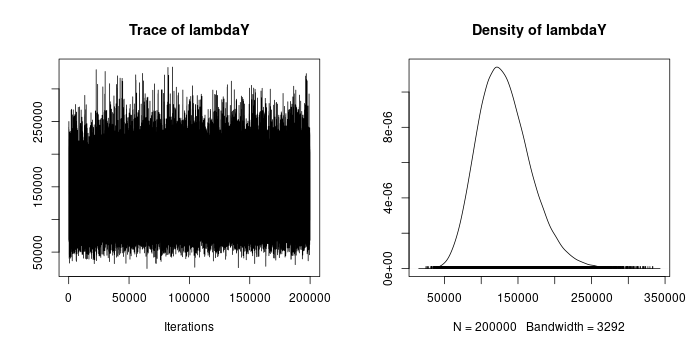 Trace of lambdaY
250000
150000
50000
0
50000
100000
150000
200000
Iterations
Density of lambdaY
8e-06
4e-06
0e+00
50000
150000
250000
350000
N = 200000 Bandwidth = 3292